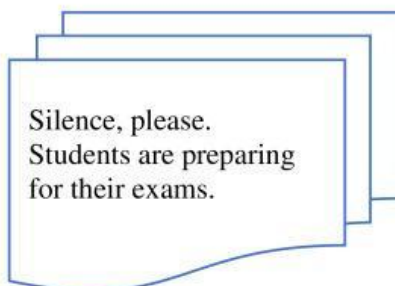 Silence, please.
Students are preparing
for their exams.